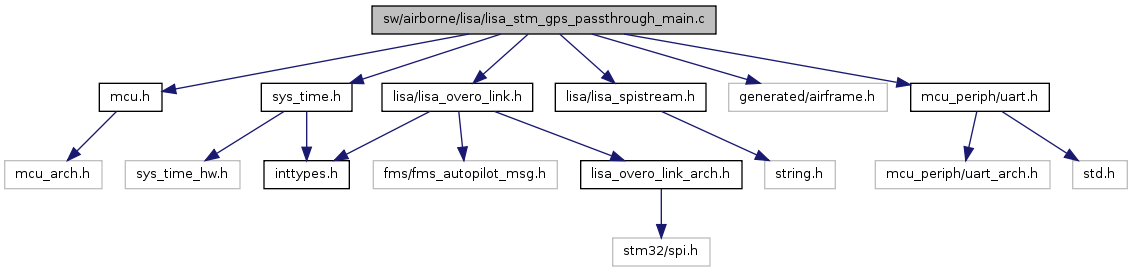 sw/airborne/lisa/lisa_stm_gps_passthrough_main.c
mcu.h
sys_time.h
lisa/lisa_overo_link.h
lisa/lisa_spistream.h
generated/airframe.h
mcu_periph/uart.h
mcu_arch.h
sys_time_hw.h
inttypes.h
fms/fms_autopilot_msg.h
lisa_overo_link_arch.h
string.h
mcu_periph/uart_arch.h
std.h
stm32/spi.h